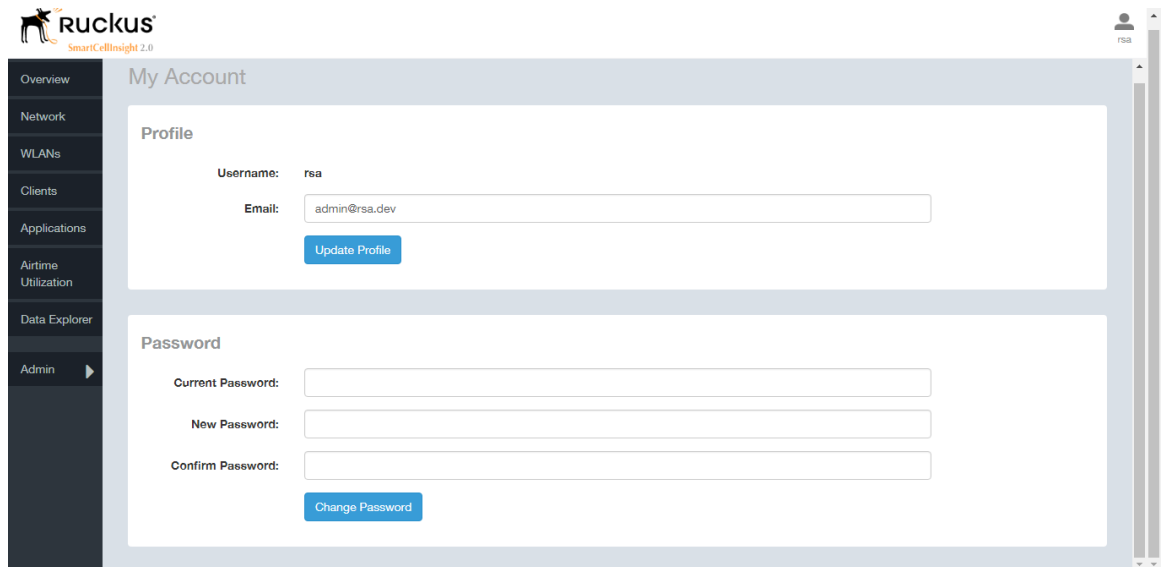 Ruckus
SmartCellInsight 2.0
rsa
Overview
Network
WLANs
Clients
Applications
Airtime
Utilization
Data Explorer
Admin
My Account
Profile
Username: rsa
Email: admin@rsa.dev
Update Profile
Password
Current Password:
New Password:
Confirm Password:
Change Password